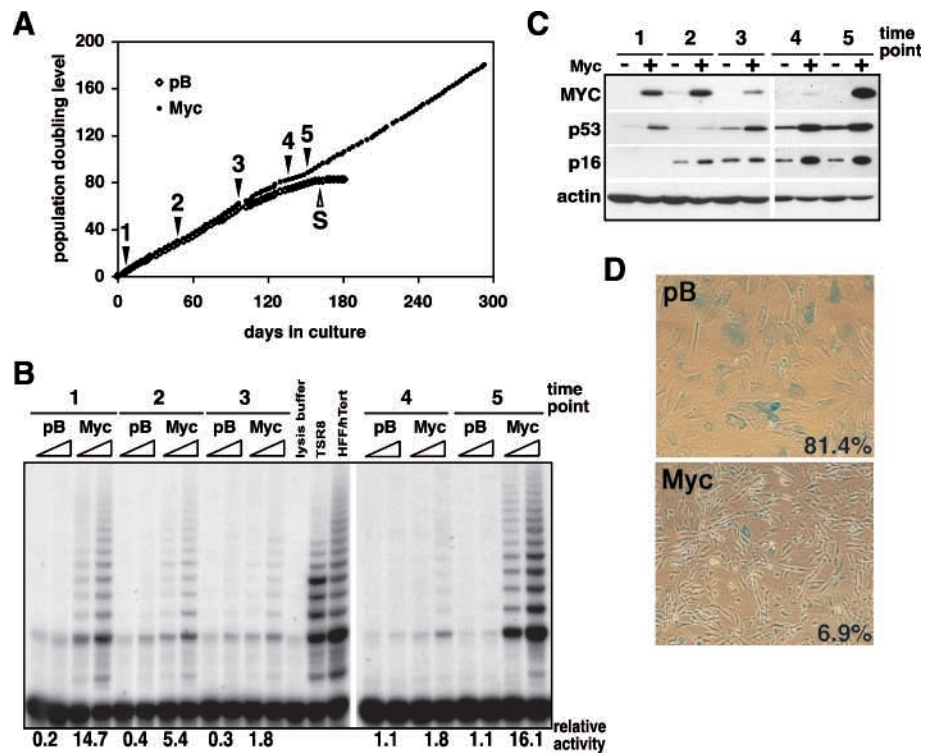 A
200
160
120
80
40
0
population doubling level
pB
Myc
1
2
3
4
5
S
0 60 120 180 240 300
days in culture
B
1 2 3 4 5 time point
pB Myc pB Myc pB Myc lysis buffer TSR8 HFF/hTert pB Myc pB Myc
0.2 14.7 0.4 5.4 0.3 1.8 1.1 1.8 1.1 16.1 relative activity
C
1 2 3 4 5 time point
Myc - + - + - + - + - +
MYC
p53
p16
actin
D
pB
81.4%
Myc
6.9%